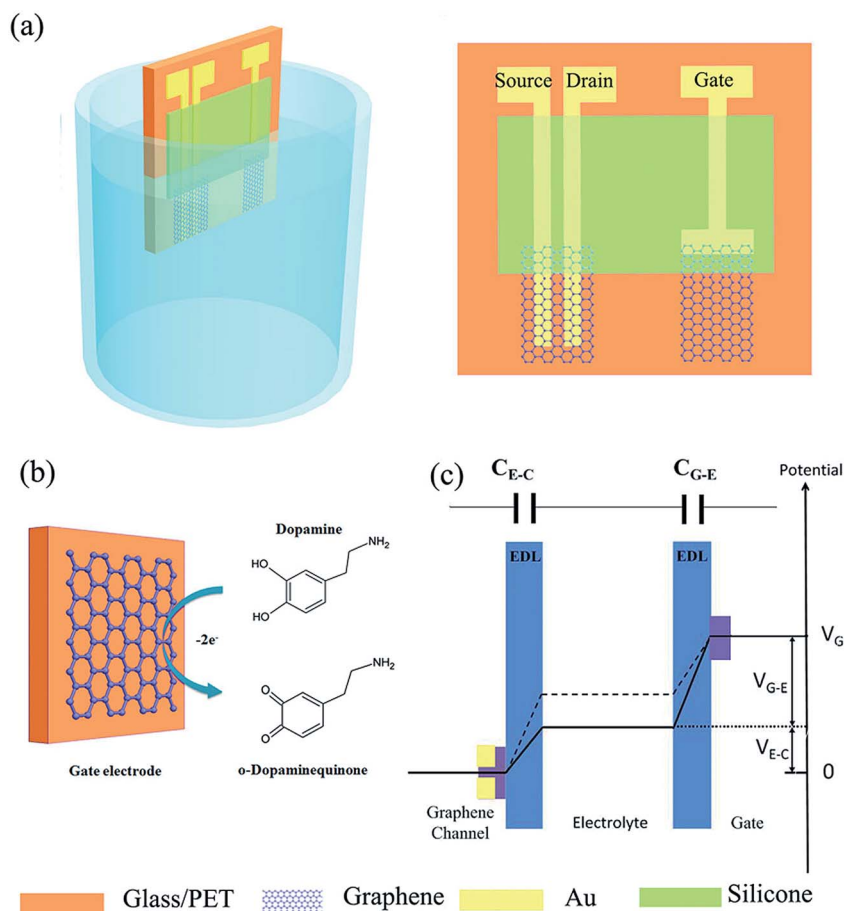 (a)
Source Drain Gate
(b)
Dopamine
HO
HO
NH2
-2e-
NH2
O
O
Gate electrode
o-Dopaminequinone
(c)
CE-C
CG-E
Potential
EDL
EDL
VG
VG-E
VE-C
0
Graphene
Channel
Electrolyte
Gate
Glass/PET Graphene Au Silicone